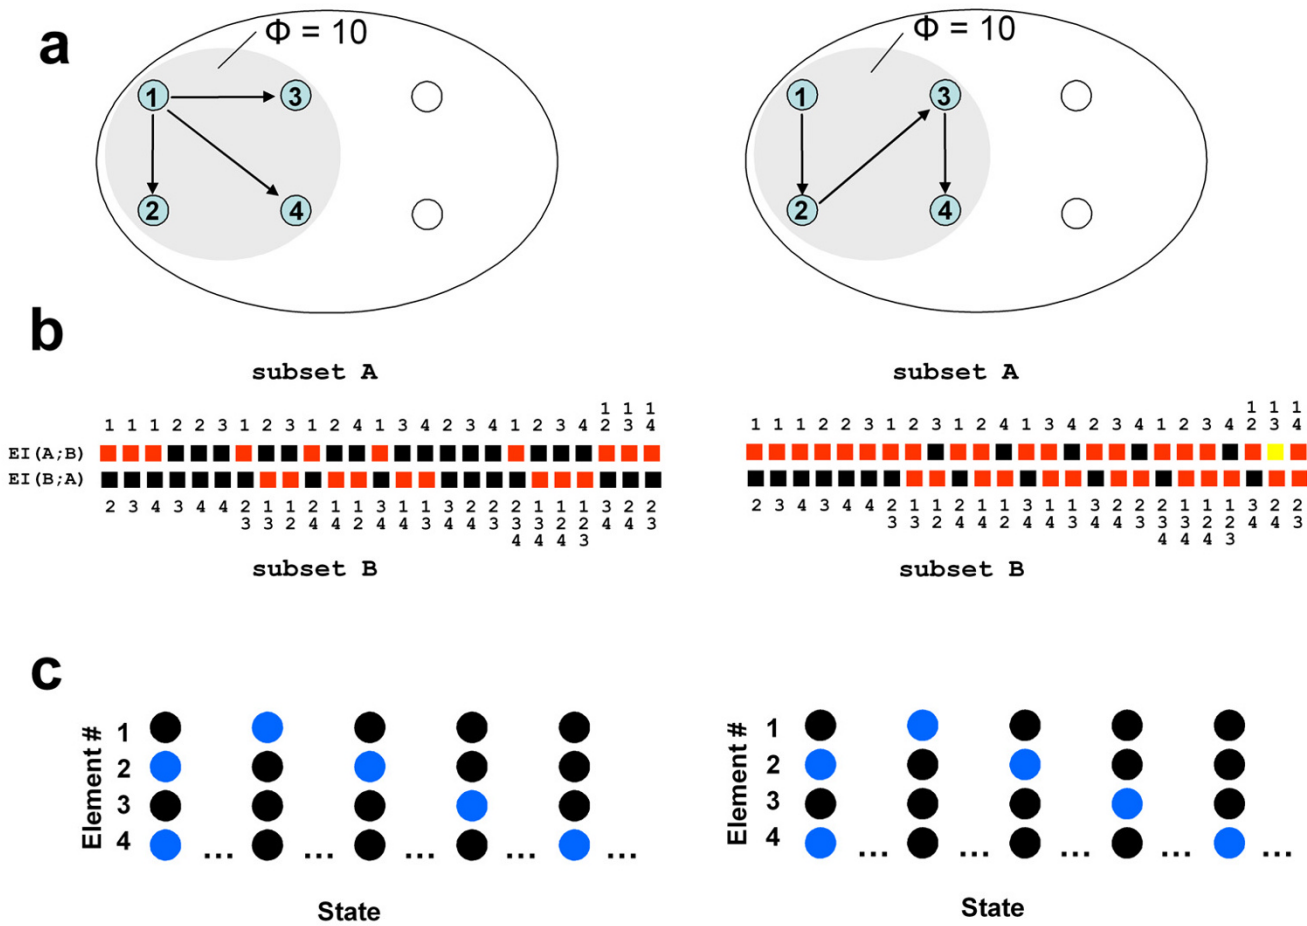 a
Φ = 10
1 3
2 4
Φ = 10
1 3
2 4
b
subset A
1 1 1
1 1 1 2 2 3 1 2 3 1 2 4 1 3 4 2 3 4 1 2 3 4 2 3 4
EI(A;B)
EI(B;A)
2 3 4 3 4 4 2 1 1 2 1 1 3 1 1 3 2 2 2 1 1 1 3 2 2
3 3 2 4 4 2 4 4 3 4 4 3 3 3 2 2 4 4 3
4 4 4 3
subset B
subset A
1 1 1
1 1 1 2 2 3 1 2 3 1 2 4 1 3 4 2 3 4 1 2 3 4 2 3 4
2 3 4 3 4 4 2 1 1 2 1 1 3 1 1 3 2 2 2 1 1 1 3 2 2
3 3 2 4 4 2 4 4 3 4 4 3 3 3 2 2 4 4 3
4 4 4 3
subset B
c
Element #
1
2
3
4 ... ... ... ... ...
State
Element #
1
2
3
4 ... ... ... ... ...
State